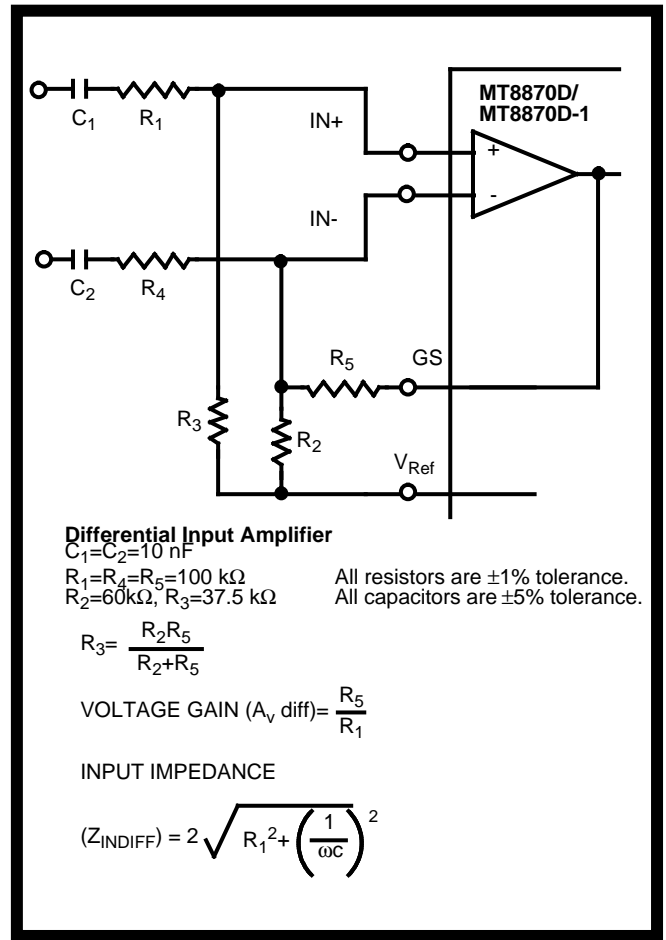 MT8870D/
MT8870D-1
C1
R1
IN+
+
-
IN-
C2
R4
R5
GS
R3
R2
VRef
Differential Input Amplifier
C1=C2=10 nF
R1=R4=R5=100 kΩ All resistors are ±1% tolerance.
R2=60kΩ, R3=37.5 kΩ All capacitors are ±5% tolerance.
R3= R2R5
R2+R5
VOLTAGE GAIN (Av diff)= R5
R1
INPUT IMPEDANCE
(ZINDIFF) = 2 √ R1²+ ( 1
ωc ) ²